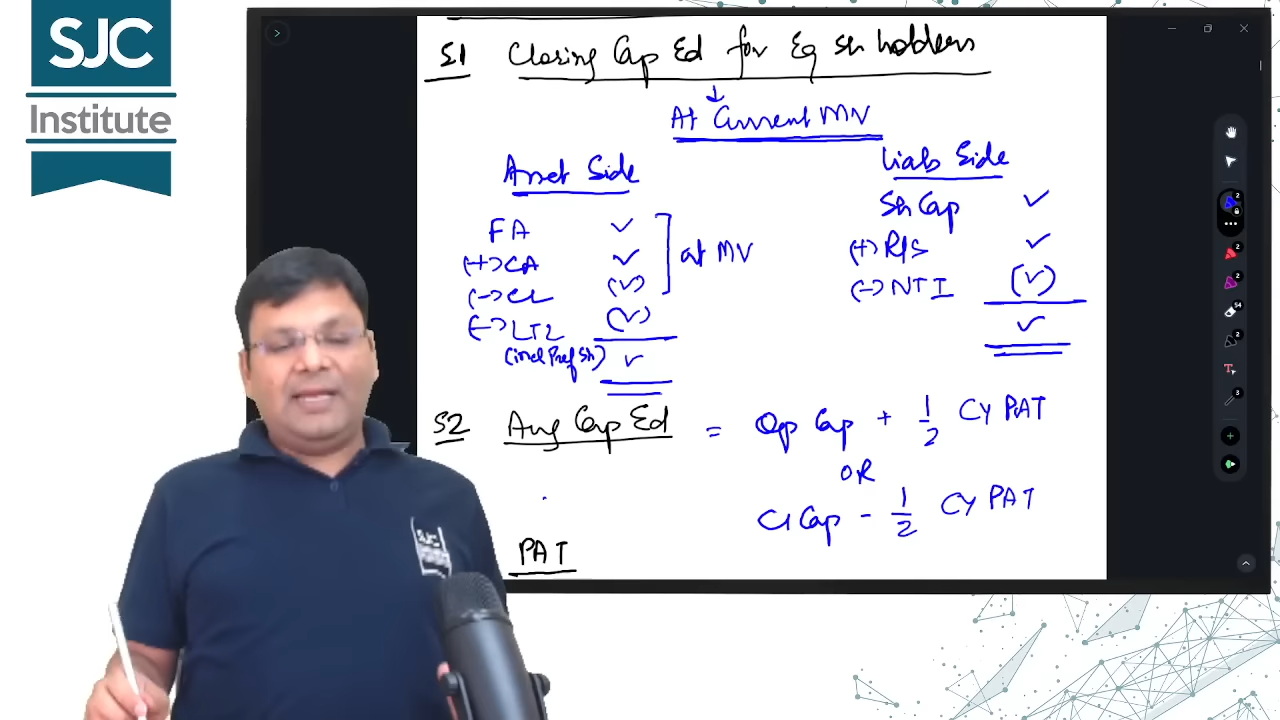 SJC
Institute
S1 Closing Cap Ed for Eq Sh holders
At Current MV
Asset Side
FA ✓
(+) CA ✓
(-) CL (✓)
at MV
(-) LTL (✓)
(incl Pref Sh) ✓
Liab Side
Sh Cap ✓
(+) R/S ✓
(-) NTI (✓)
✓
S2 Avg Cap Ed = Op Cap + 1/2 CY PAT
OR
Cl Cap - 1/2 CY PAT
PAT
SJC